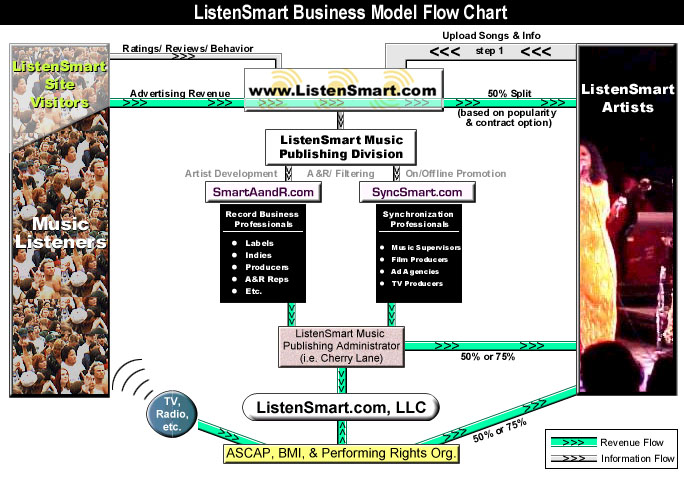 ListenSmart Business Model Flow Chart
Ratings/ Reviews/ Behavior
>>>
Upload Songs & Info
<<< step 1 <<<
ListenSmart
Site
Visitors
Advertising Revenue
>>> >>> >>> >>> >>> >>>
www.ListenSmart.com
50% Split
(based on popularity
& contract option)
ListenSmart
Artists
>>>
ListenSmart Music
Publishing Division
Artist Development
A&R/ Filtering
On/Offline Promotion
>>> >>>
SmartAandR.com
SyncSmart.com
Music
Listeners
Record Business
Professionals
● Labels
● Indies
● Producers
● A&R Reps
● Etc.
Synchronization
Professionals
● Music Supervisors
● Film Producers
● Ad Agencies
● TV Producers
>>> >>>
ListenSmart Music
Publishing Administrator
(i.e. Cherry Lane)
>>> >>>
50% or 75%
>>>
TV,
Radio,
etc.
ListenSmart.com, LLC
>>> >>> >>>
50% or 75%
ASCAP, BMI, & Performing Rights Org.
>>> Revenue Flow
>>> Information Flow